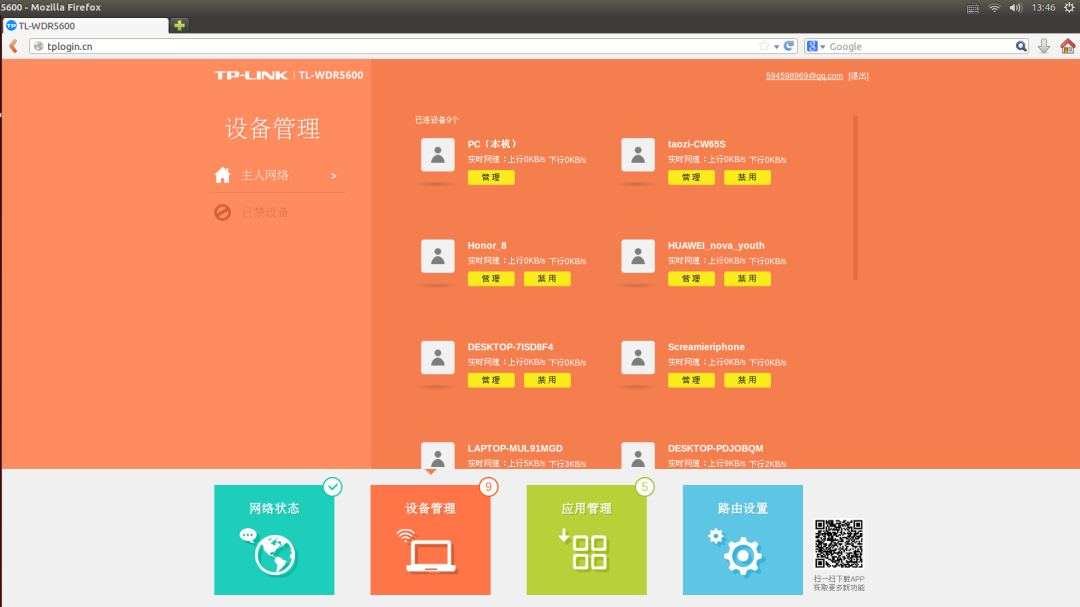 5600 - Mozilla Firefox
13:46
TP TL-WDR5600
tplogin.cn
8 Google
TP-LINK | TL-WDR5600
594598969@qq.com [退出]
设备管理
主人网络 >
已禁设备
已连设备9个
PC（本机）
实时网速：上行0KB/s 下行0KB/s
管 理
taozi-CW65S
实时网速：上行0KB/s 下行0KB/s
管 理 禁 用
Honor_8
实时网速：上行0KB/s 下行0KB/s
管 理 禁 用
HUAWEI_nova_youth
实时网速：上行0KB/s 下行0KB/s
管 理 禁 用
DESKTOP-7ISD8F4
实时网速：上行0KB/s 下行0KB/s
管 理 禁 用
Screamieriphone
实时网速：上行0KB/s 下行0KB/s
管 理 禁 用
LAPTOP-MUL91MGD
实时网速：上行5KB/s 下行3KB/s
DESKTOP-PDJOBQM
实时网速：上行9KB/s 下行2KB/s
网络状态
9
设备管理
5
应用管理
路由设置
扫一扫下载APP
获取更多新功能